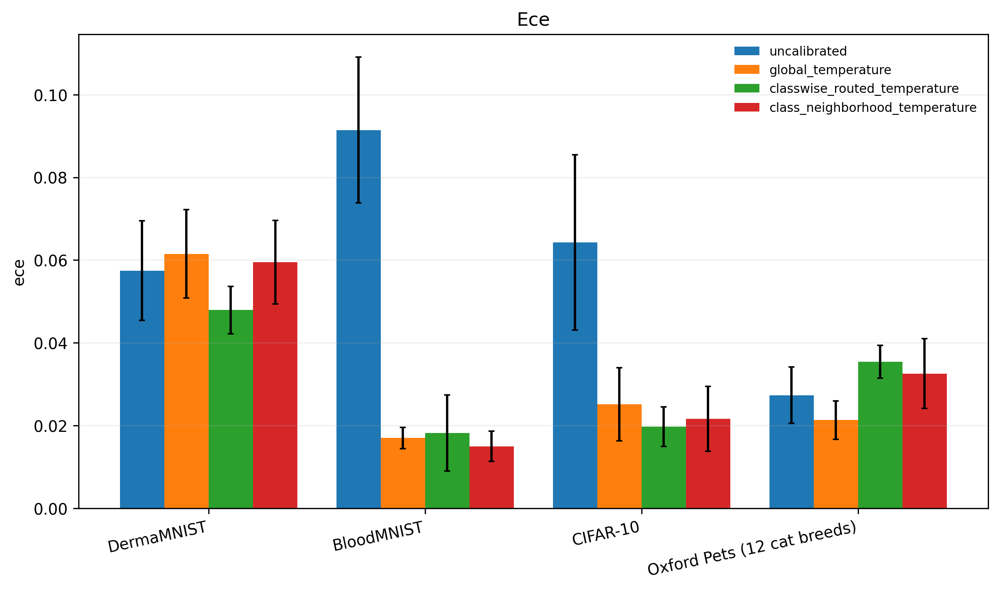 Ece
uncalibrated
global_temperature
classwise_routed_temperature
class_neighborhood_temperature
0.10
0.08
0.06
0.04
0.02
0.00
ece
DermaMNIST
BloodMNIST
CIFAR-10
Oxford Pets (12 cat breeds)